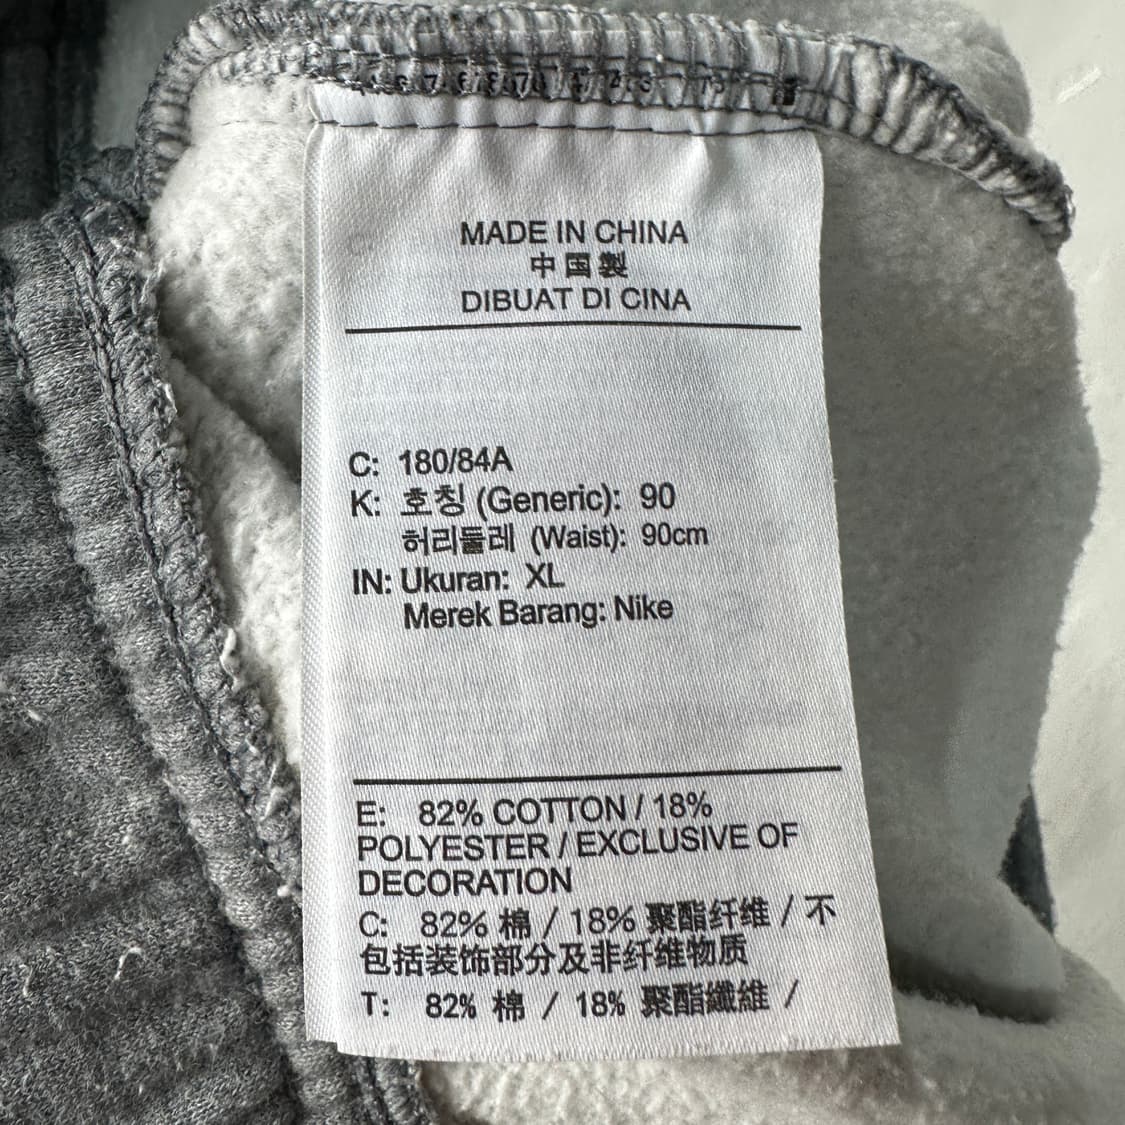 MADE IN CHINA
中国製
DIBUAT DI CINA
C: 180/84A
K: 호칭 (Generic): 90
허리둘레 (Waist): 90cm
IN: Ukuran: XL
Merek Barang: Nike
E: 82% COTTON / 18%
POLYESTER / EXCLUSIVE OF
DECORATION
C: 82% 棉 / 18% 聚酯纤维 / 不
包括装饰部分及非纤维物质
T: 82% 棉 / 18% 聚酯纖維 /